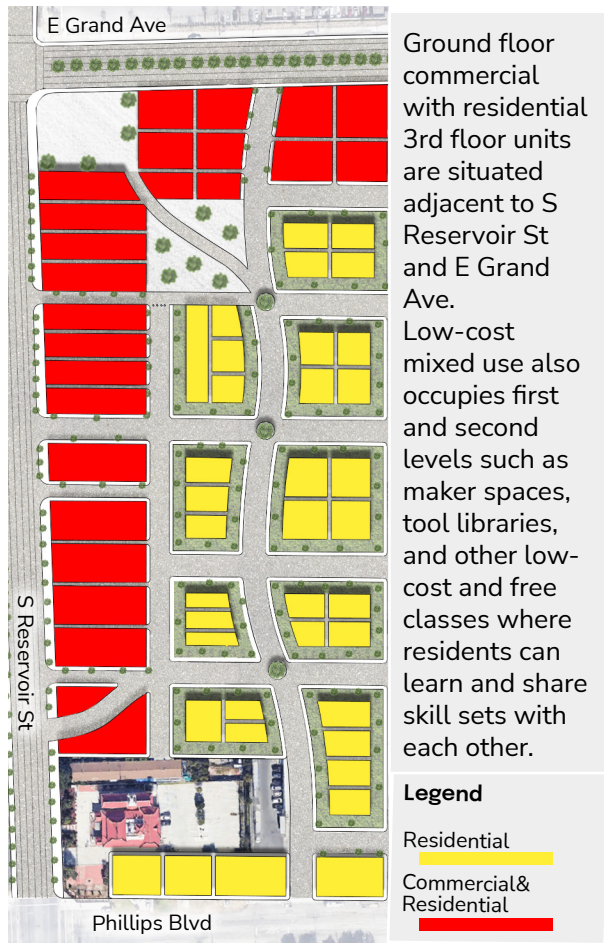 E Grand Ave
Ground floor
commercial
with residential
3rd floor units
are situated
adjacent to S
Reservoir St
and E Grand
Ave.
Low-cost
mixed use also
occupies first
and second
levels such as
maker spaces,
tool libraries,
and other low-
cost and free
classes where
residents can
learn and share
skill sets with
each other.
S Reservoir St
Legend
Residential
Commercial&
Residential
Phillips Blvd